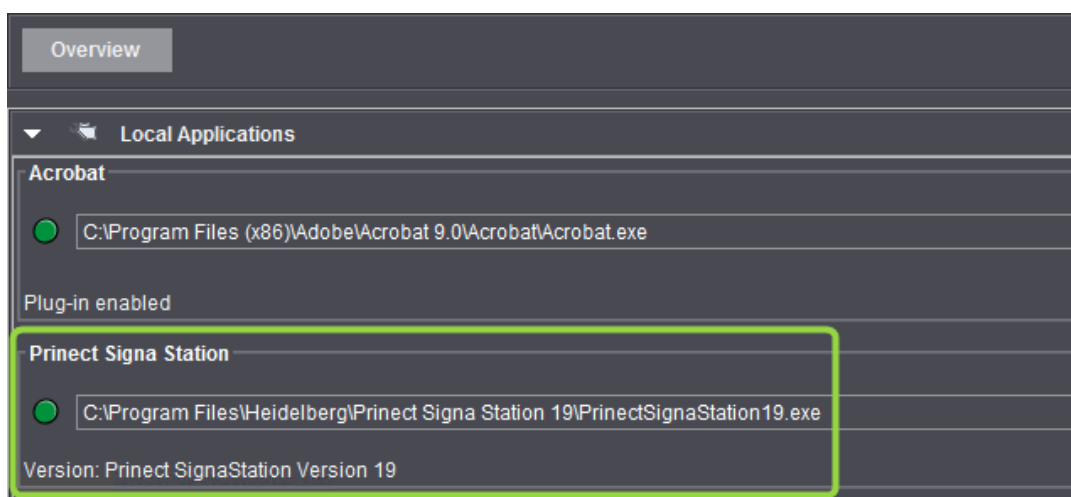 Overview
Local Applications
Acrobat
C:\Program Files (x86)\Adobe\Acrobat 9.0\Acrobat\Acrobat.exe
Plug-in enabled
Prinect Signa Station
C:\Program Files\Heidelberg\Prinect Signa Station 19\PrinectSignaStation19.exe
Version: Prinect SignaStation Version 19